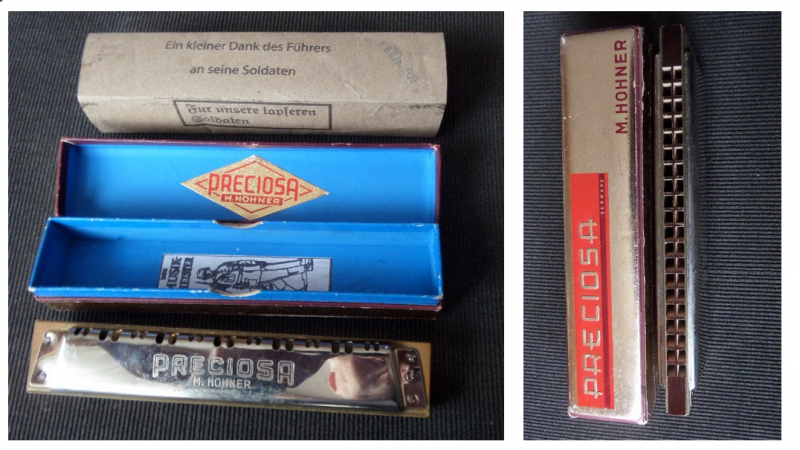 Ein kleiner Dank des Führers
an seine Soldaten
Für unsere tapferen
Soldaten
PRECIOSA
M. HOHNER
PRECIOSA
M. HOHNER
M. HOHNER
PRECIOSA